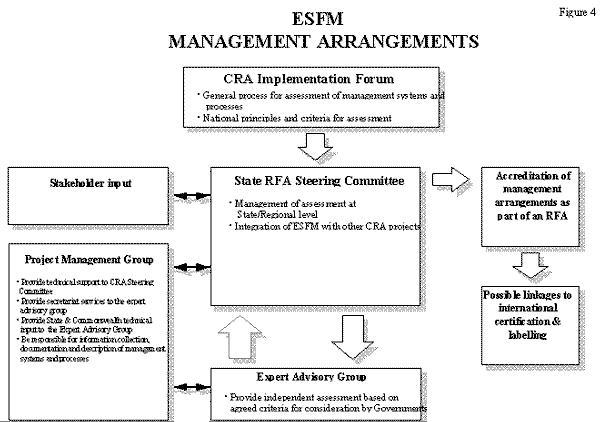 Figure 4
ESFM
MANAGEMENT ARRANGEMENTS
CRA Implementation Forum
· General process for assessment of management systems and
processes
· National principles and criteria for assessment
Stakeholder input
State RFA Steering Committee
· Management of assessment at
State/Regional level
· Integration of ESFM with other CRA projects
Accreditation of
management
arrangements as
part of an RFA
Project Management Group
· Provide technical support to CRA Steering
Committee
· Provide secretariat services to the expert
advisory group
· Provide State & Commonwealth technical
input to the Expert Advisory Group
· Be responsible for information collection,
documentation and description of management
systems and processes
Possible linkages to
international
certification &
labelling
Expert Advisory Group
· Provide independent assessment based on
agreed criteria for consideration by Governments